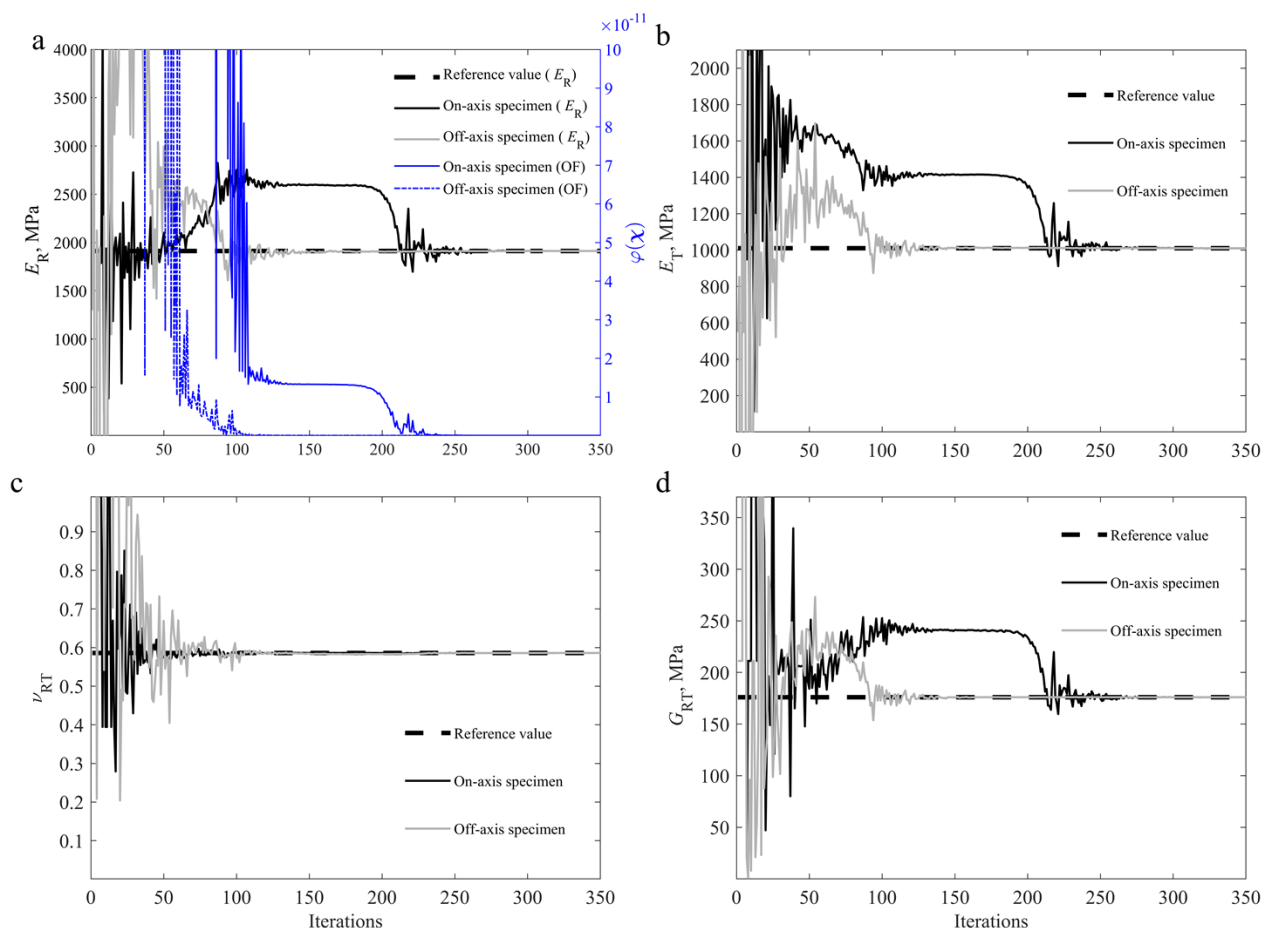 a
×10-11
4000
3500
3000
2500
2000
1500
1000
500
E_R, MPa
10
9
8
7
6
5
4
3
2
1
φ(χ)
Reference value ( E_R)
On-axis specimen ( E_R)
Off-axis specimen ( E_R)
On-axis specimen (OF)
Off-axis specimen (OF)
0 50 100 150 200 250 300 350
b
2000
1800
1600
1400
1200
1000
800
600
400
200
E_T, MPa
Reference value
On-axis specimen
Off-axis specimen
0 50 100 150 200 250 300 350
c
0.9
0.8
0.7
0.6
0.5
0.4
0.3
0.2
0.1
ν_RT
Reference value
On-axis specimen
Off-axis specimen
0 50 100 150 200 250 300 350
Iterations
d
350
300
250
200
150
100
50
G_RT, MPa
Reference value
On-axis specimen
Off-axis specimen
0 50 100 150 200 250 300 350
Iterations